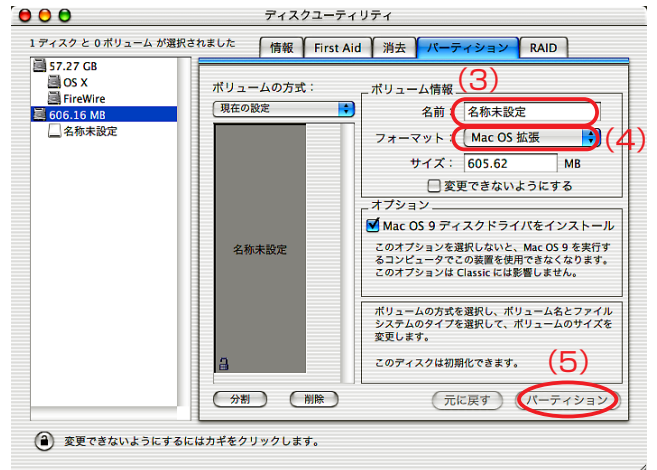 ディスクユーティリティ
1 ディスク と 0 ボリューム が選択されました
情報 First Aid 消去 パーティション RAID
57.27 GB
OS X
FireWire
606.16 MB
名称未設定
ボリュームの方式：
現在の設定
名称未設定
分割 削除
ボリューム情報
(3)
名前： 名称未設定
フォーマット： Mac OS 拡張
(4)
サイズ： 605.62 MB
変更できないようにする
オプション
Mac OS 9 ディスクドライバをインストール
このオプションを選択しないと、Mac OS 9 を実行す
るコンピュータでこの装置を使用できなくなります。
このオプションは Classic には影響しません。
ボリュームの方式を選択し、ボリューム名とファイル
システムのタイプを選択して、ボリュームのサイズを
変更します。
このディスクは初期化できます。
(5)
元に戻す パーティション
変更できないようにするにはカギをクリックします。